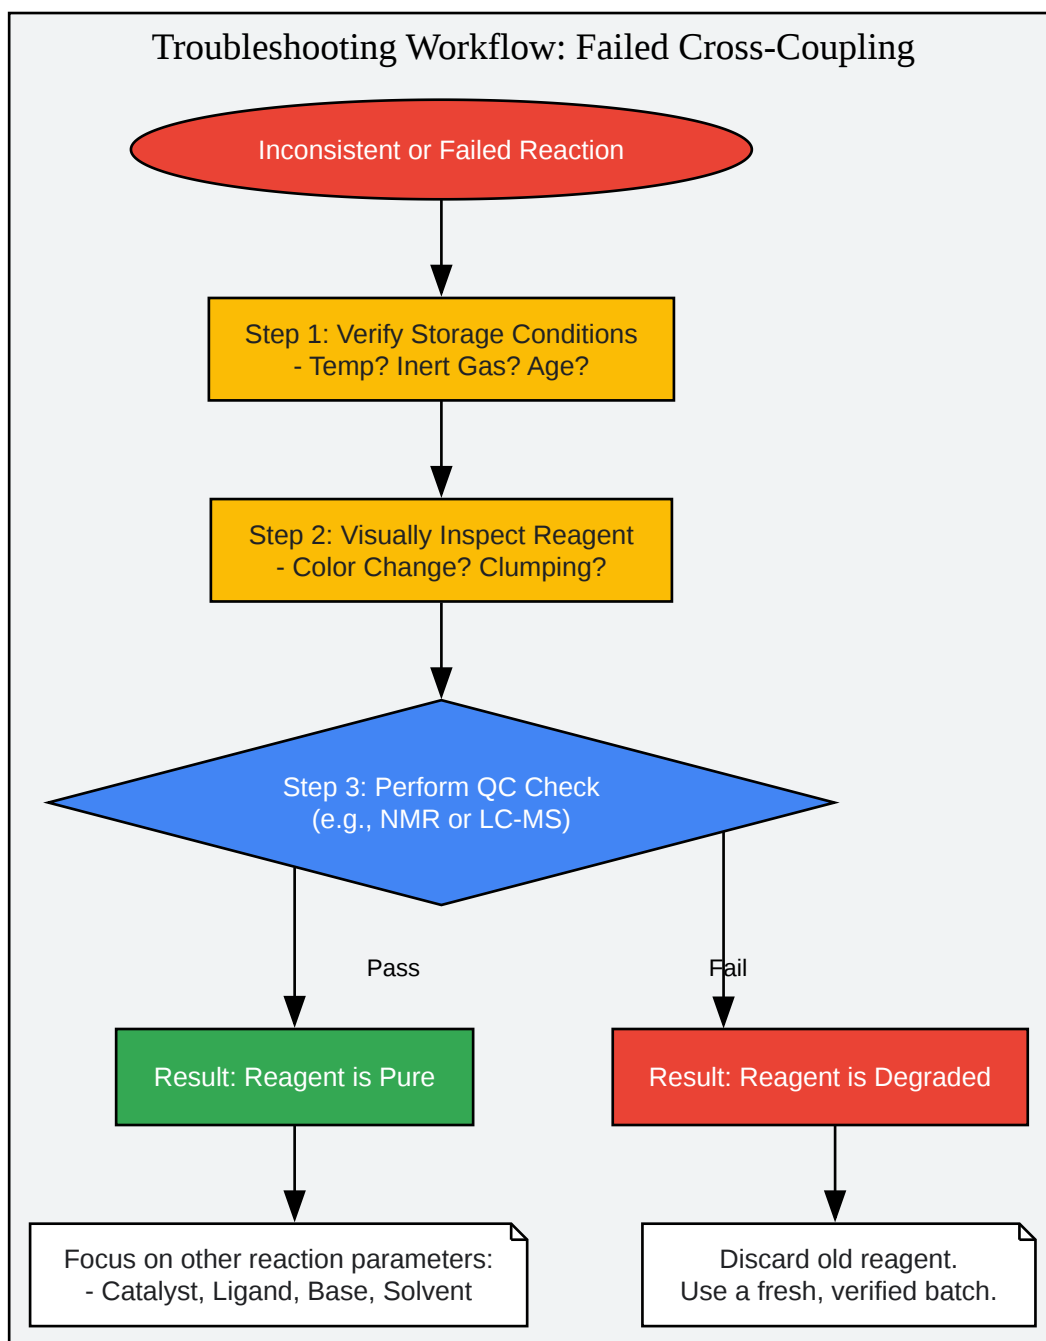 Troubleshooting Workflow: Failed Cross-Coupling
Inconsistent or Failed Reaction
Step 1: Verify Storage Conditions
- Temp? Inert Gas? Age?
Step 2: Visually Inspect Reagent
- Color Change? Clumping?
Step 3: Perform QC Check
(e.g., NMR or LC-MS)
Pass
Fail
Result: Reagent is Pure
Result: Reagent is Degraded
Focus on other reaction parameters:
- Catalyst, Ligand, Base, Solvent
Discard old reagent.
Use a fresh, verified batch.